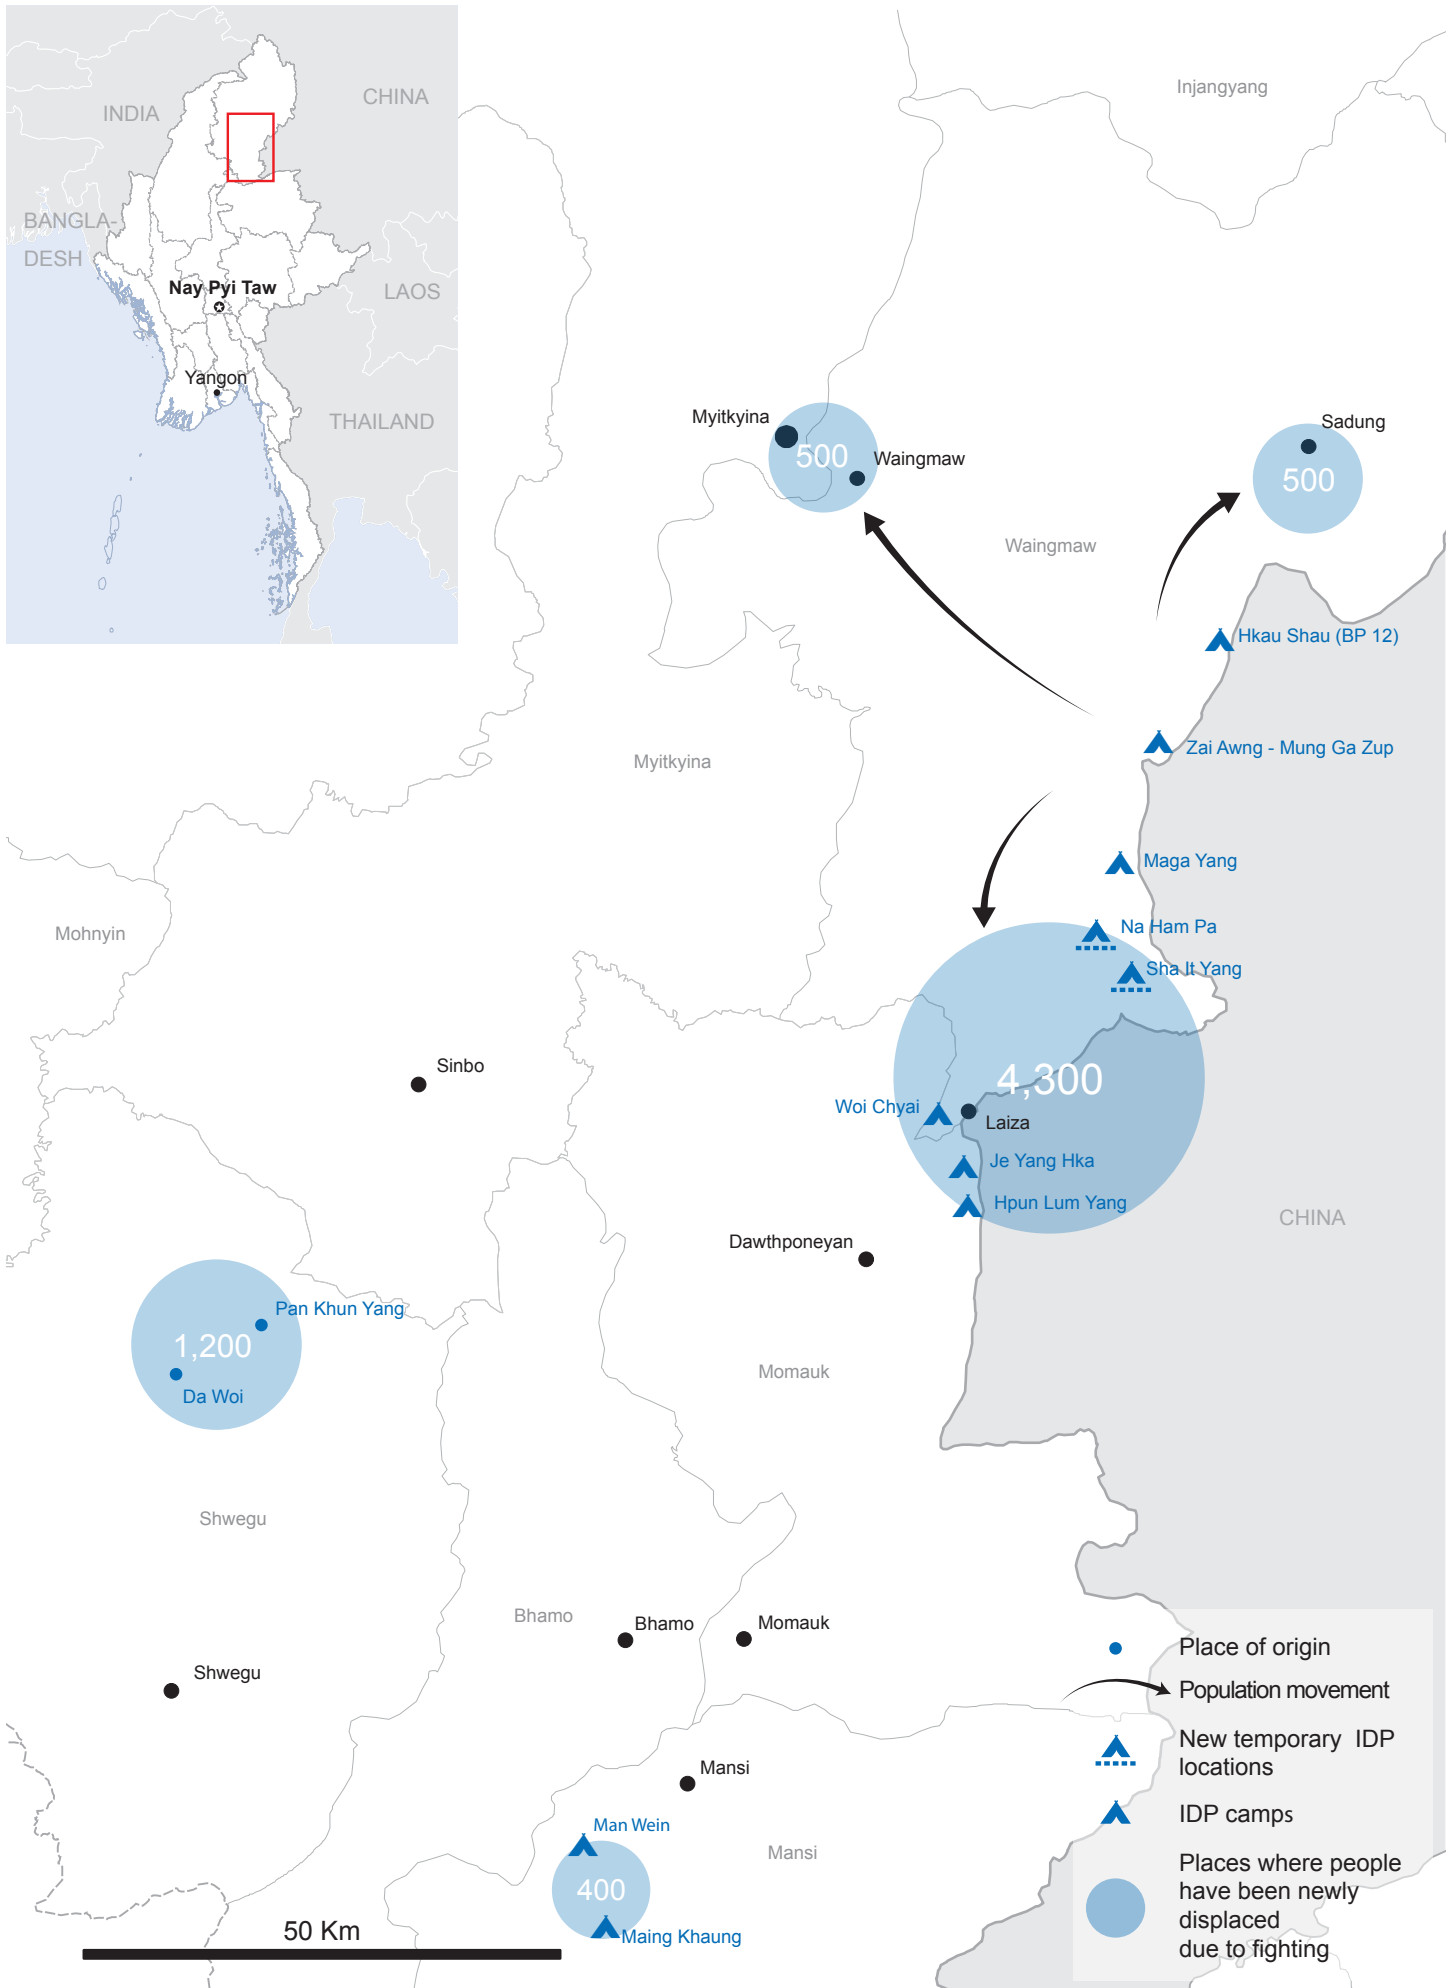 INDIA
CHINA
BANGLA-
DESH
Nay Pyi Taw
LAOS
Yangon
THAILAND
Injangyang
Myitkyina
500
Waingmaw
Sadung
500
Waingmaw
Hkau Shau (BP 12)
Zai Awng - Mung Ga Zup
Myitkyina
Maga Yang
Mohnyin
Na Ham Pa
Sha It Yang
Sinbo
4,300
Woi Chyai
Laiza
Je Yang Hka
Hpun Lum Yang
CHINA
Dawthponeyan
Pan Khun Yang
1,200
Da Woi
Momauk
Shwegu
Bhamo
Bhamo
Momauk
Shwegu
Mansi
Man Wein
Mansi
400
Maing Khaung
50 Km
Place of origin
Population movement
New temporary IDP
locations
IDP camps
Places where people
have been newly
displaced
due to fighting